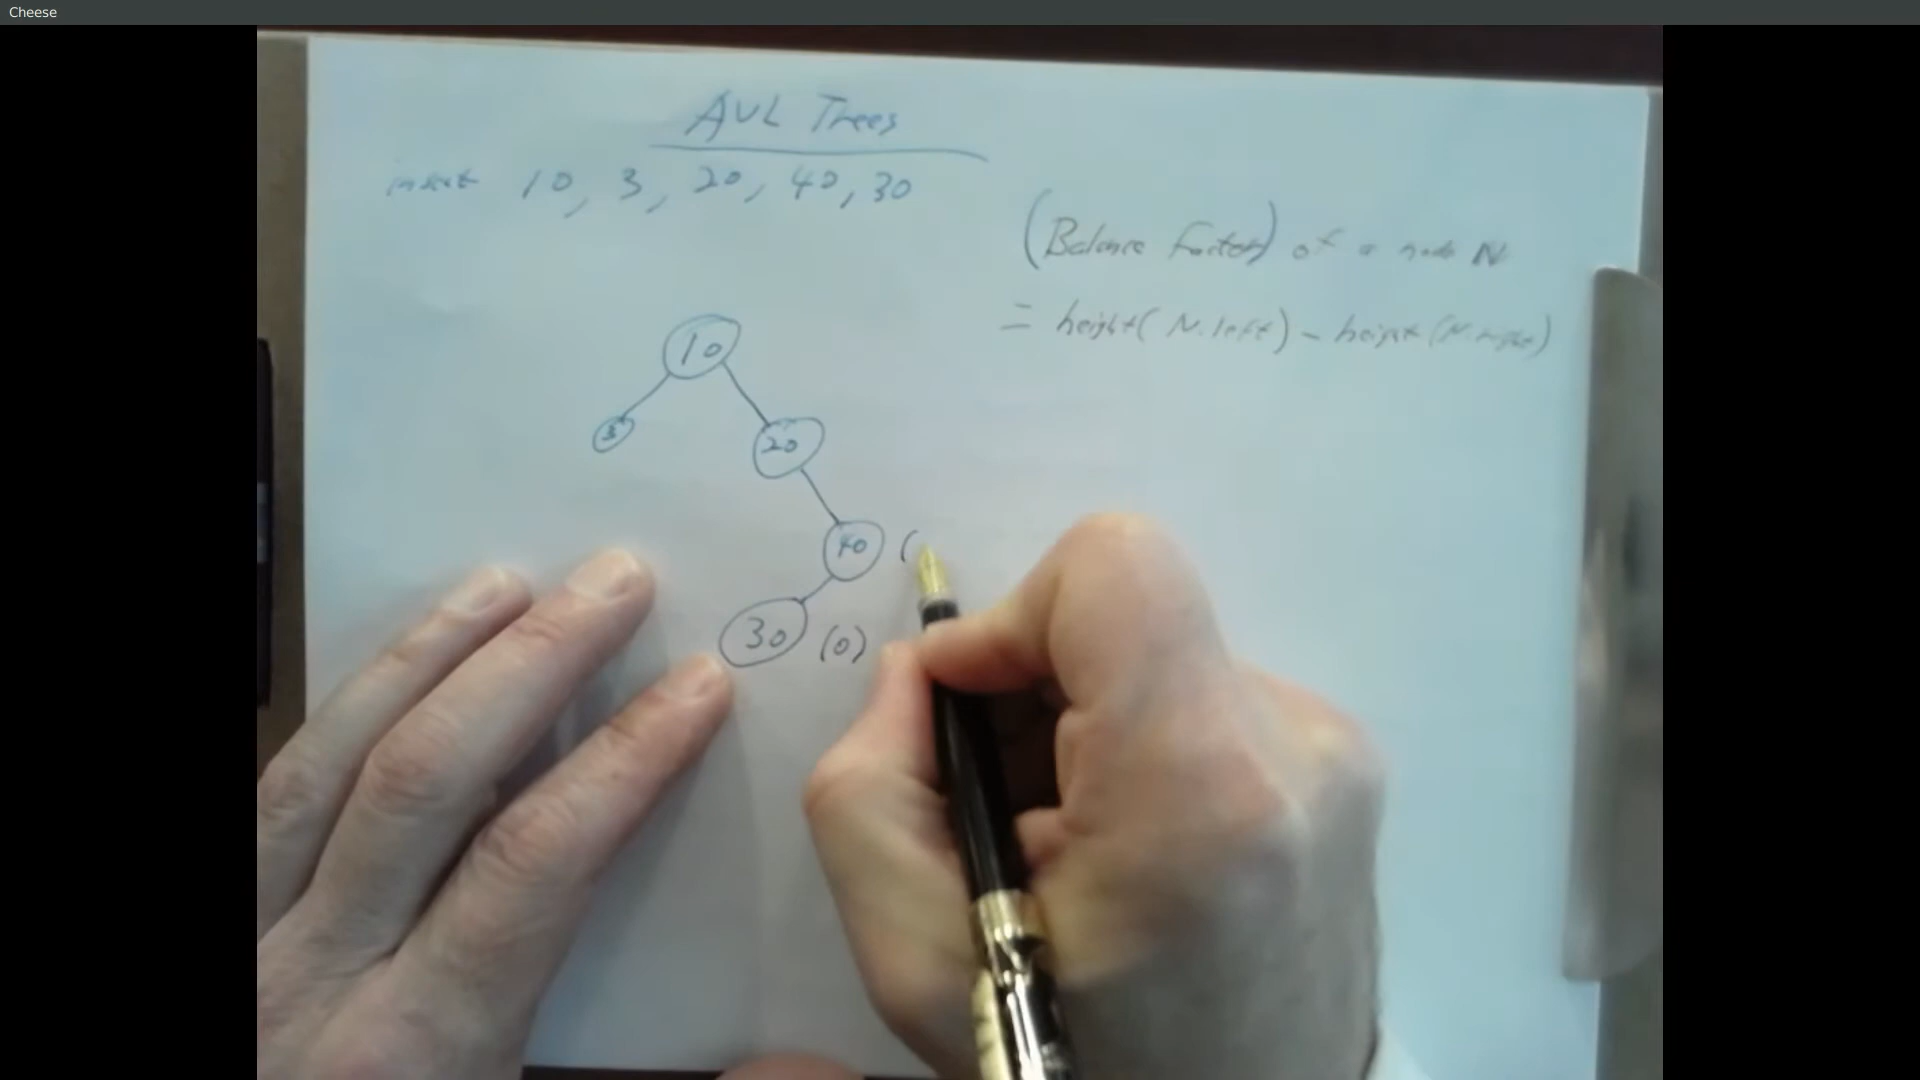 Cheese
AVL Trees
insert 10, 3, 20, 40, 30
(Balance Factor) of a node N
= height(N.left) - height(N.right)
10
3
20
40 (
30 (0)